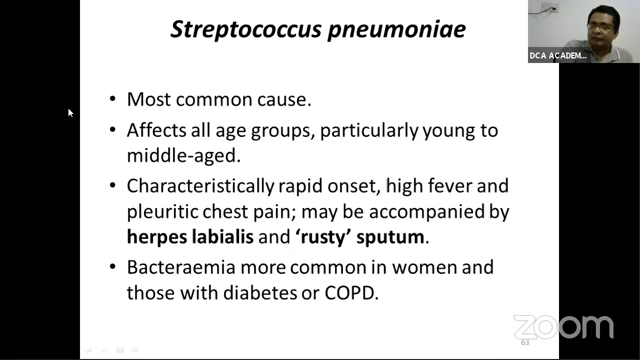 Streptococcus pneumoniae
DCA ACADEM...
• Most common cause.
• Affects all age groups, particularly young to
middle-aged.
• Characteristically rapid onset, high fever and
pleuritic chest pain; may be accompanied by
herpes labialis and ‘rusty’ sputum.
• Bacteraemia more common in women and
those with diabetes or COPD.
zoom
63